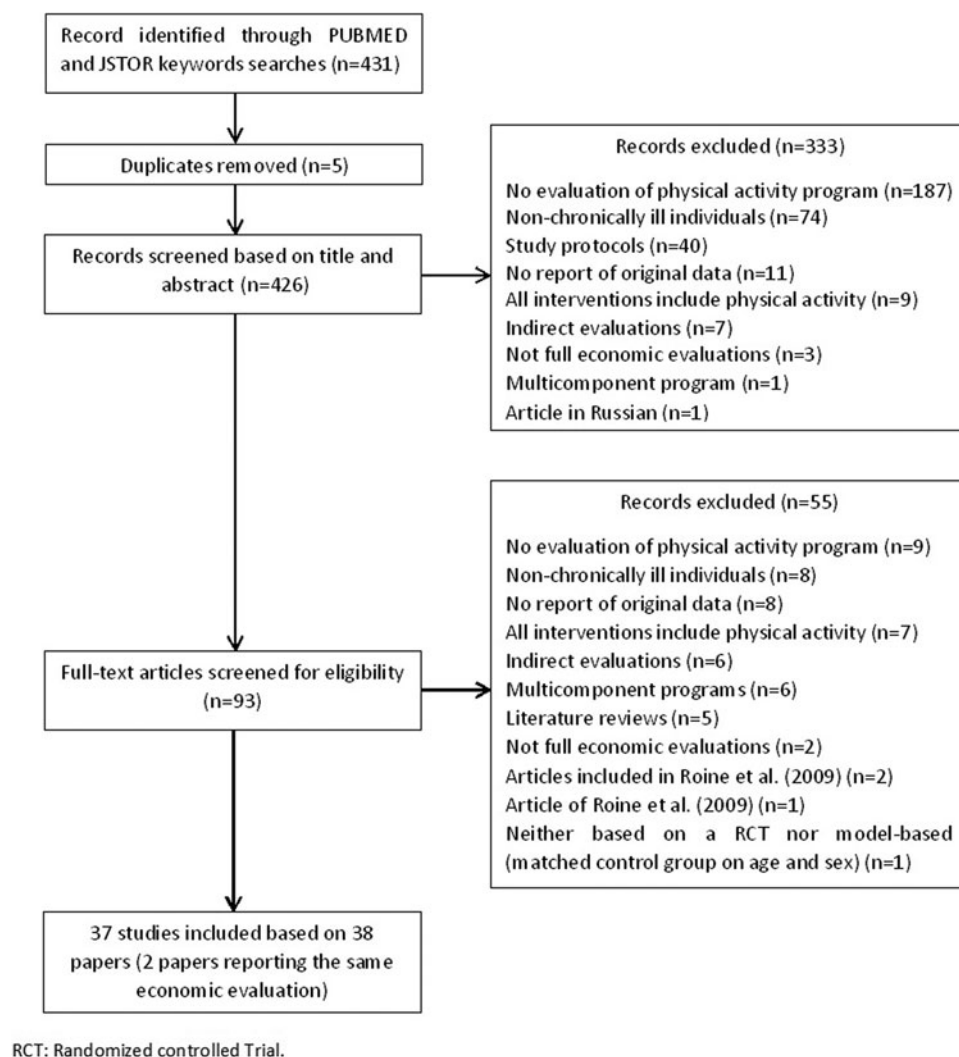 Record identified through PUBMED
and JSTOR keywords searches (n=431)
Duplicates removed (n=5)
Records screened based on title and
abstract (n=426)
Records excluded (n=333)
No evaluation of physical activity program (n=187)
Non-chronically ill individuals (n=74)
Study protocols (n=40)
No report of original data (n=11)
All interventions include physical activity (n=9)
Indirect evaluations (n=7)
Not full economic evaluations (n=3)
Multicomponent program (n=1)
Article in Russian (n=1)
Full-text articles screened for eligibility
(n=93)
Records excluded (n=55)
No evaluation of physical activity program (n=9)
Non-chronically ill individuals (n=8)
No report of original data (n=8)
All interventions include physical activity (n=7)
Indirect evaluations (n=6)
Multicomponent programs (n=6)
Literature reviews (n=5)
Not full economic evaluations (n=2)
Articles included in Roine et al. (2009) (n=2)
Article of Roine et al. (2009) (n=1)
Neither based on a RCT nor model-based
(matched control group on age and sex) (n=1)
37 studies included based on 38
papers (2 papers reporting the same
economic evaluation)
RCT: Randomized controlled Trial.